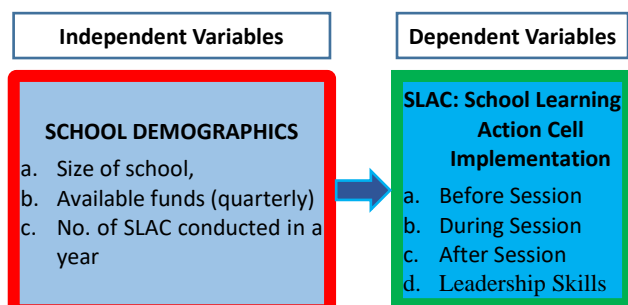 Independent Variables
Dependent Variables
SCHOOL DEMOGRAPHICS
a. Size of school,
b. Available funds (quarterly)
c. No. of SLAC conducted in a
year
SLAC: School Learning
Action Cell
Implementation
a. Before Session
b. During Session
c. After Session
d. Leadership Skills